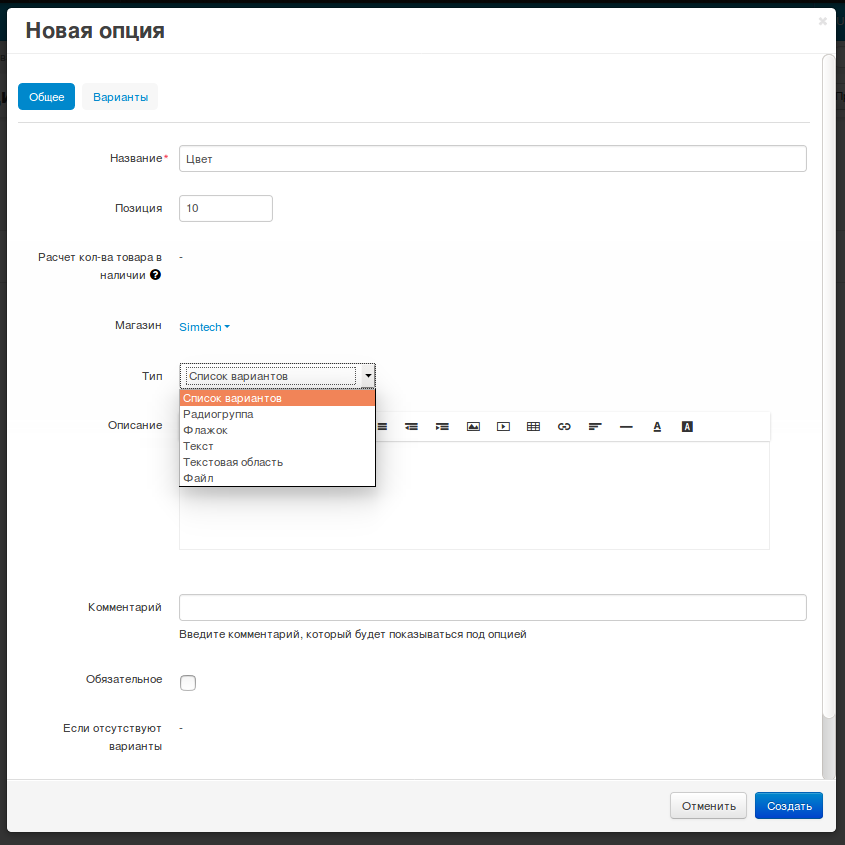 Новая опция
Общее
Варианты
Название*
Цвет
Позиция
10
Расчет кол-ва товара в
наличии
-
Магазин
Simtech
Тип
Список вариантов
Список вариантов
Радиогруппа
Флажок
Текст
Текстовая область
Файл
Описание
Комментарий
Введите комментарий, который будет показываться под опцией
Обязательное
Если отсутствуют
варианты
-
Отменить
Создать